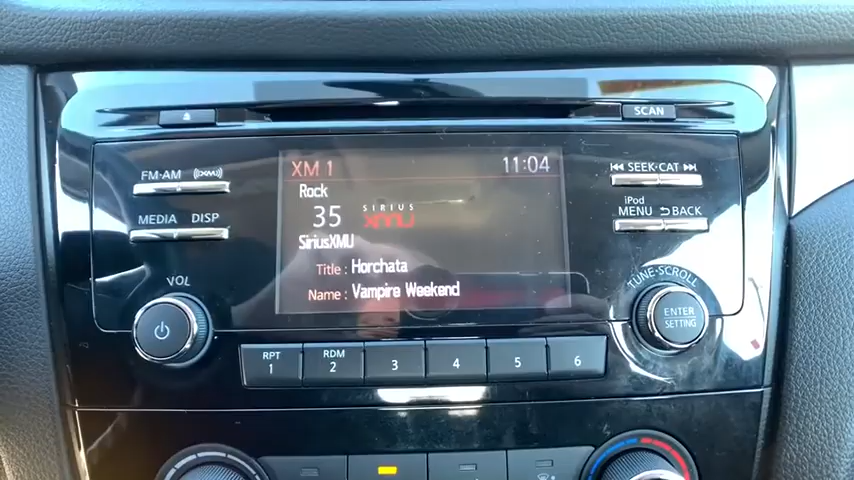 SCAN
FM·AM ((XM))
SEEK·CAT
MEDIA DISP
iPod
MENU BACK
XM 1 11:04
Rock
35 SIRIUS
XMU
SiriusXMU
Title : Horchata
Name : Vampire Weekend
VOL
TUNE·SCROLL
ENTER
SETTING
RPT
1
RDM
2
3
4
5
6